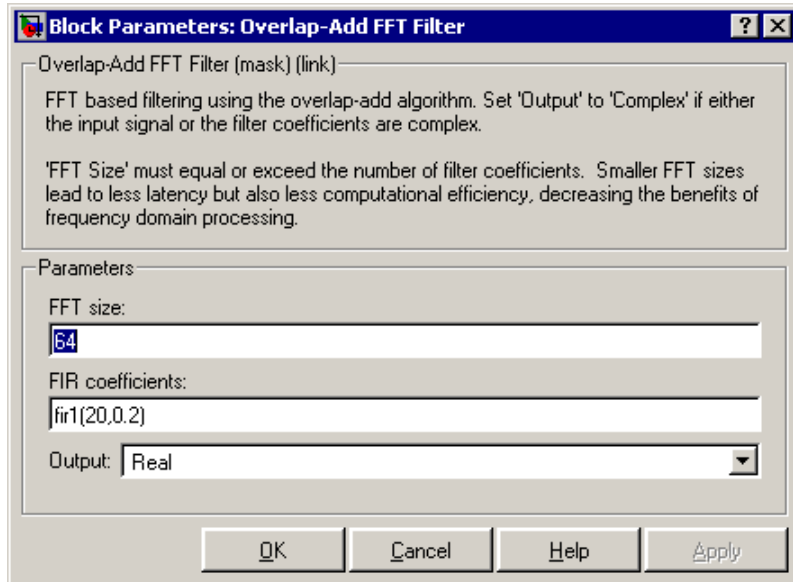 Block Parameters: Overlap-Add FFT Filter
Overlap-Add FFT Filter (mask) (link)
FFT based filtering using the overlap-add algorithm. Set 'Output' to 'Complex' if either
the input signal or the filter coefficients are complex.
'FFT Size' must equal or exceed the number of filter coefficients.  Smaller FFT sizes
lead to less latency but also less computational efficiency, decreasing the benefits of
frequency domain processing.
Parameters
FFT size:
64
FIR coefficients:
fir1(20,0.2)
Output: Real
OK Cancel Help Apply